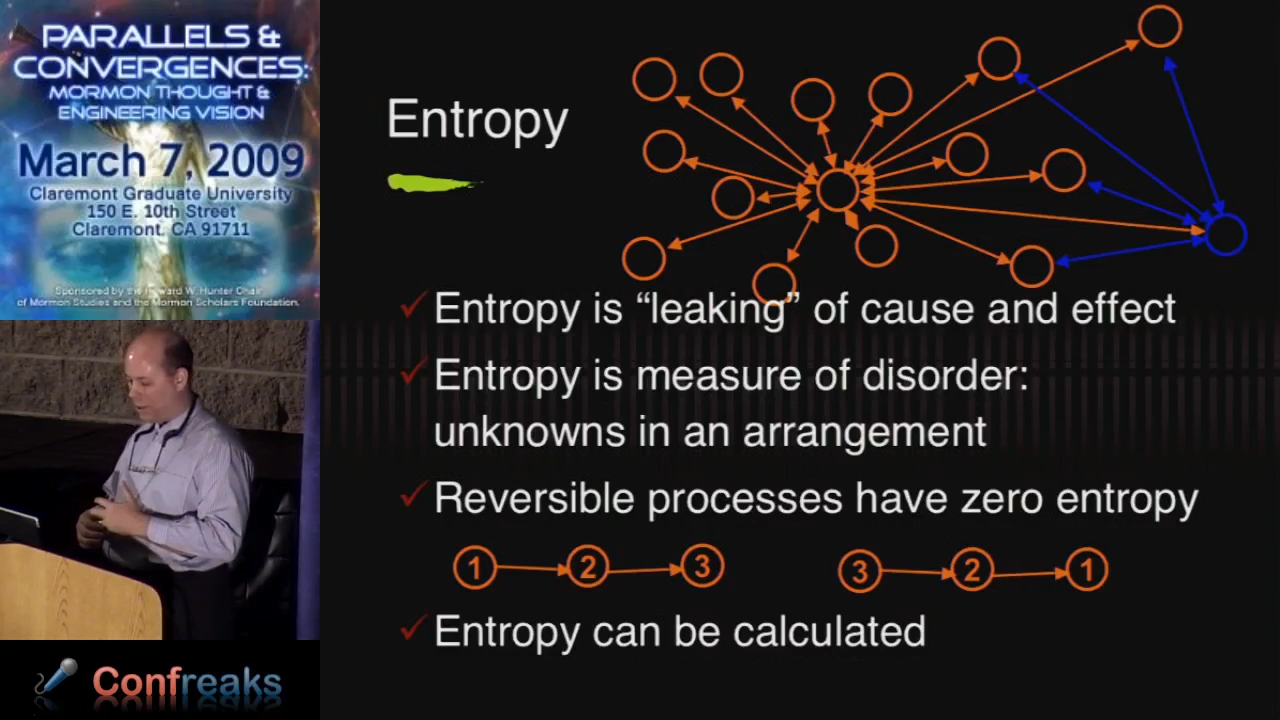 PARALLELS &
CONVERGENCES:
MORMON THOUGHT &
ENGINEERING VISION
March 7, 2009
Claremont Graduate University
150 E. 10th Street
Claremont, CA 91711
Sponsored by the Howard W. Hunter Chair
of Mormon Studies and the Mormon Scholars Foundation.
Confreaks
Entropy
Entropy is “leaking” of cause and effect
Entropy is measure of disorder:
unknowns in an arrangement
Reversible processes have zero entropy
1 2 3 3 2 1
Entropy can be calculated